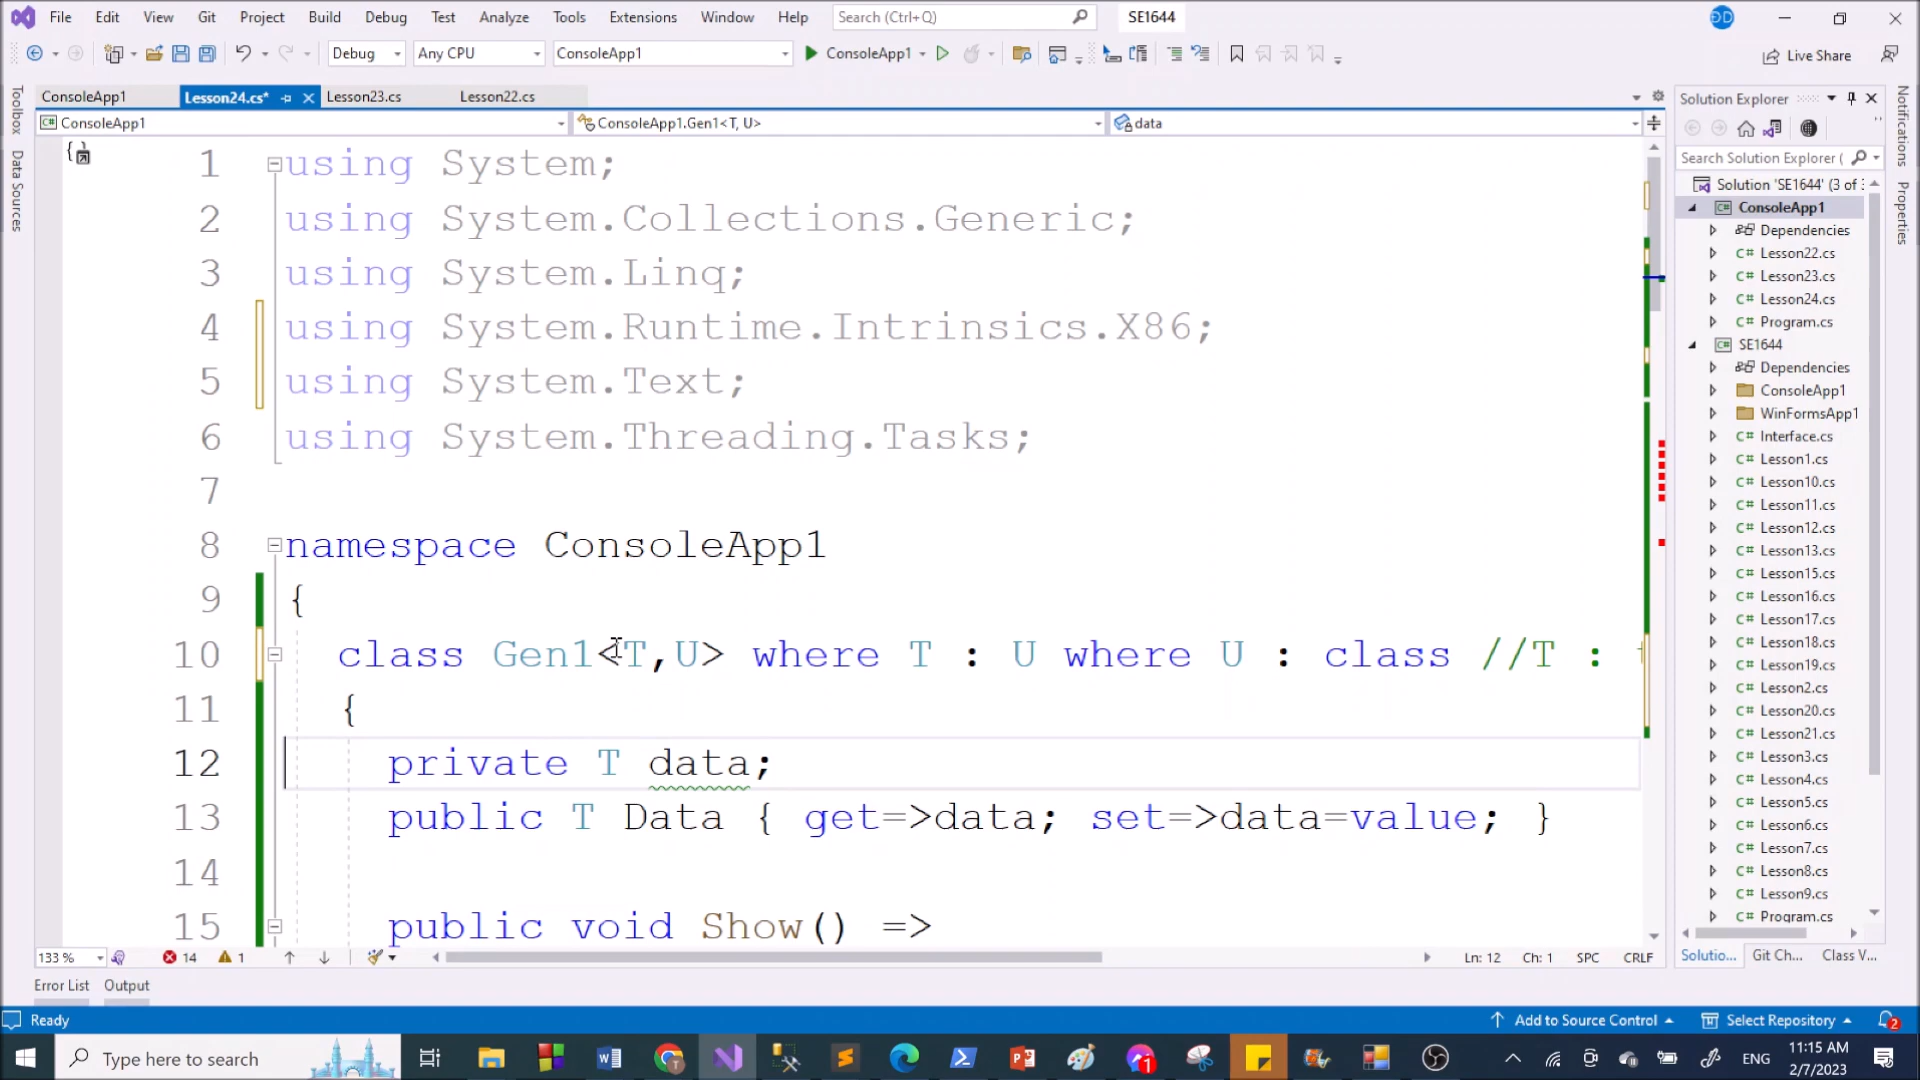 File Edit View Git Project Build Debug Test Analyze Tools Extensions Window Help Search (Ctrl+Q) SE1644 ĐD
Debug Any CPU ConsoleApp1 ConsoleApp1 Live Share
ConsoleApp1 Lesson24.cs* Lesson23.cs Lesson22.cs
ConsoleApp1 ConsoleApp1.Gen1<T, U> data
Toolbox
Data Sources
1 using System;
2 using System.Collections.Generic;
3 using System.Linq;
4 using System.Runtime.Intrinsics.X86;
5 using System.Text;
6 using System.Threading.Tasks;
7
8 namespace ConsoleApp1
9 {
10 class Gen1<T,U> where T : U where U : class //T :
11 {
12 private T data;
13 public T Data { get=>data; set=>data=value; }
14
15 public void Show() =>
133 % 14 1 Ln: 12 Ch: 1 SPC CRLF
Error List Output
Solution Explorer
Search Solution Explorer (
Solution 'SE1644' (3 of :
ConsoleApp1
Dependencies
Lesson22.cs
Lesson23.cs
Lesson24.cs
Program.cs
SE1644
Dependencies
ConsoleApp1
WinFormsApp1
Interface.cs
Lesson1.cs
Lesson10.cs
Lesson11.cs
Lesson12.cs
Lesson13.cs
Lesson15.cs
Lesson16.cs
Lesson17.cs
Lesson18.cs
Lesson19.cs
Lesson2.cs
Lesson20.cs
Lesson21.cs
Lesson3.cs
Lesson4.cs
Lesson5.cs
Lesson6.cs
Lesson7.cs
Lesson8.cs
Lesson9.cs
Program.cs
Solutio... Git Ch... Class V...
Notifications
Properties
Ready Add to Source Control Select Repository 2
Type here to search 1 ENG 11:15 AM
2/7/2023